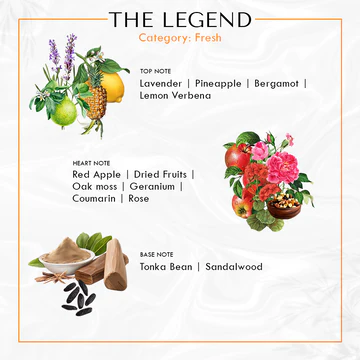 THE LEGEND
Category: Fresh
TOP NOTE
Lavender | Pineapple | Bergamot |
Lemon Verbena
HEART NOTE
Red Apple | Dried Fruits |
Oak moss | Geranium |
Coumarin | Rose
BASE NOTE
Tonka Bean | Sandalwood